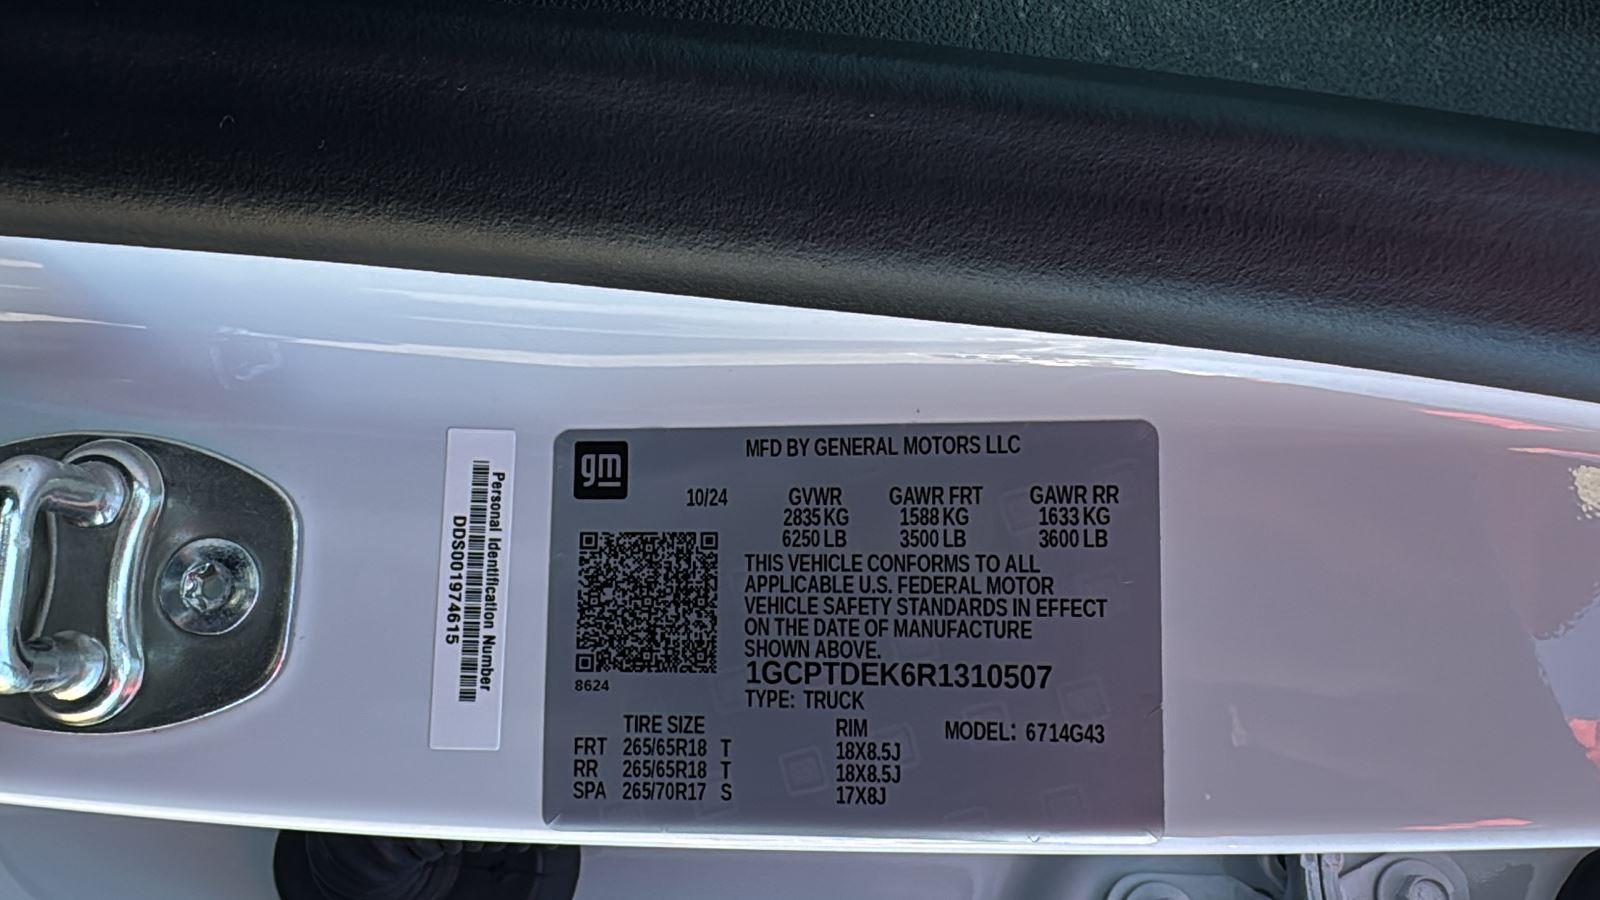 Personal Identification Number
DDS001974615
gm
MFD BY GENERAL MOTORS LLC
10/24
GVWR GAWR FRT GAWR RR
2835 KG 1588 KG 1633 KG
6250 LB 3500 LB 3600 LB
THIS VEHICLE CONFORMS TO ALL
APPLICABLE U.S. FEDERAL MOTOR
VEHICLE SAFETY STANDARDS IN EFFECT
ON THE DATE OF MANUFACTURE
SHOWN ABOVE.
8624
1GCPTDEK6R1310507
TYPE: TRUCK
TIRE SIZE RIM MODEL: 6714G43
FRT 265/65R18 T 18X8.5J
RR 265/65R18 T 18X8.5J
SPA 265/70R17 S 17X8J